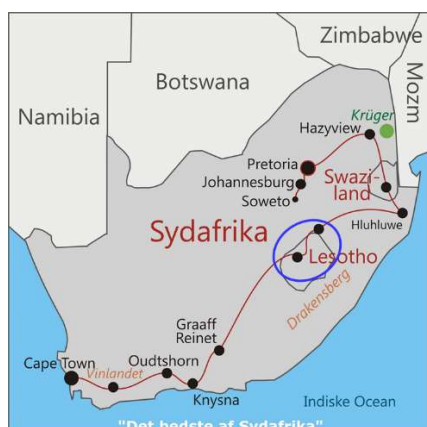 Zimbabwe
Botswana
Namibia
Mozm
Krüger
Hazyview
Pretoria
Swazi-
land
Johannesburg
Soweto
Hluhluwe
Sydafrika
Lesotho
Drakensberg
Graaff
Reinet
Cape Town
Vinlandet
Oudtshorn
Knysna
Indiske Ocean
"Det bedste af Sydafrika"